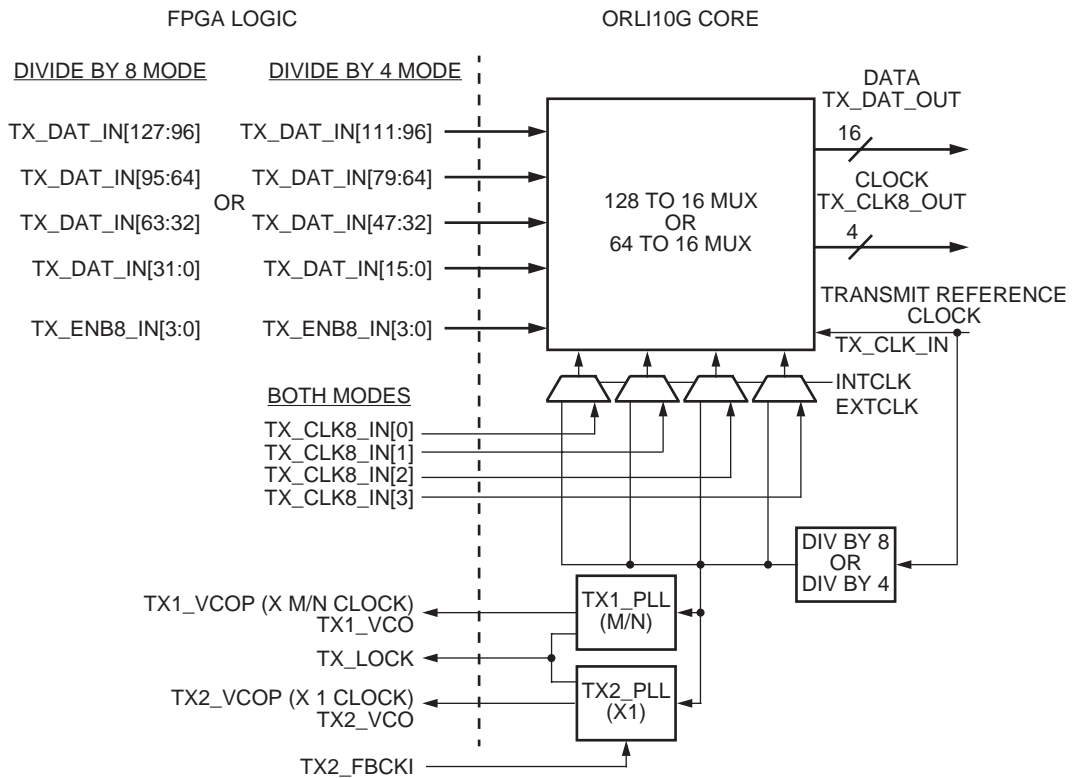 FPGA LOGIC
ORLI10G CORE
DIVIDE BY 8 MODE
DIVIDE BY 4 MODE
TX_DAT_IN[127:96]
TX_DAT_IN[111:96]
TX_DAT_IN[95:64]
TX_DAT_IN[79:64]
OR
TX_DAT_IN[63:32]
TX_DAT_IN[47:32]
TX_DAT_IN[31:0]
TX_DAT_IN[15:0]
TX_ENB8_IN[3:0]
TX_ENB8_IN[3:0]
128 TO 16 MUX
OR
64 TO 16 MUX
DATA
TX_DAT_OUT
16
CLOCK
TX_CLK8_OUT
4
TRANSMIT REFERENCE
CLOCK
TX_CLK_IN
INTCLK
EXTCLK
BOTH MODES
TX_CLK8_IN[0]
TX_CLK8_IN[1]
TX_CLK8_IN[2]
TX_CLK8_IN[3]
DIV BY 8
OR
DIV BY 4
TX1_VCOP (X M/N CLOCK)
TX1_VCO
TX1_PLL
(M/N)
TX_LOCK
TX2_VCOP (X 1 CLOCK)
TX2_VCO
TX2_PLL
(X1)
TX2_FBCKI